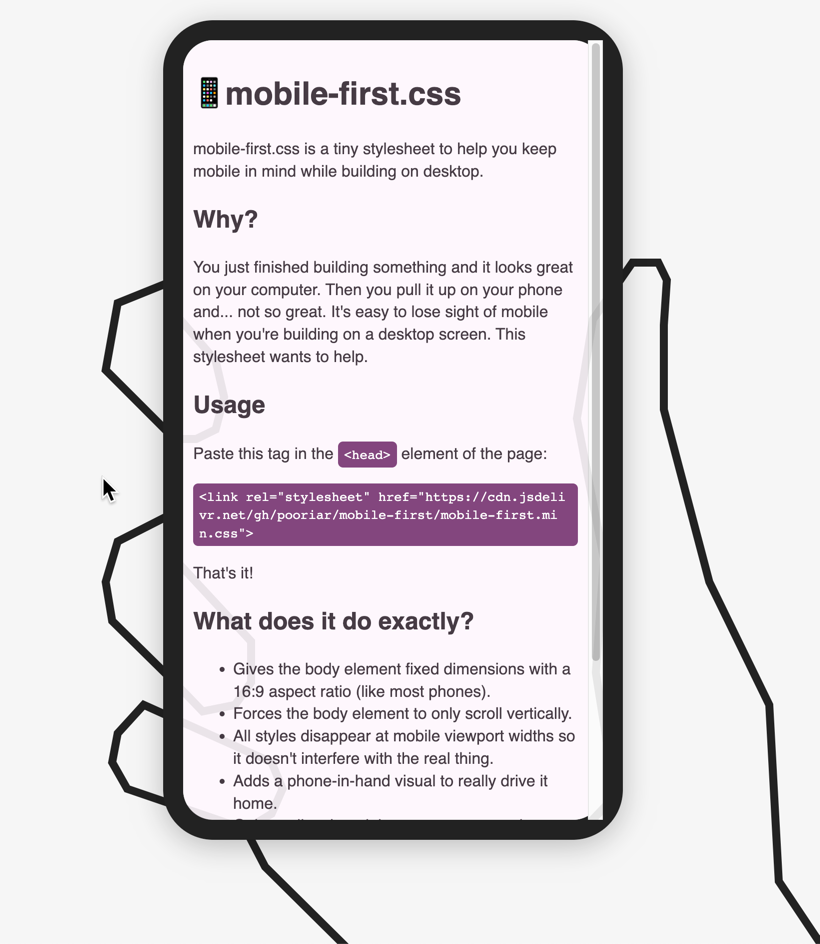 📱mobile-first.css
mobile-first.css is a tiny stylesheet to help you keep
mobile in mind while building on desktop.
Why?
You just finished building something and it looks great
on your computer. Then you pull it up on your phone
and... not so great. It's easy to lose sight of mobile
when you're building on a desktop screen. This
stylesheet wants to help.
Usage
Paste this tag in the <head> element of the page:
<link rel="stylesheet" href="https://cdn.jsdeli
vr.net/gh/pooriar/mobile-first/mobile-first.mi
n.css">
That's it!
What does it do exactly?
• Gives the body element fixed dimensions with a
16:9 aspect ratio (like most phones).
• Forces the body element to only scroll vertically.
• All styles disappear at mobile viewport widths so
it doesn't interfere with the real thing.
• Adds a phone-in-hand visual to really drive it
home.